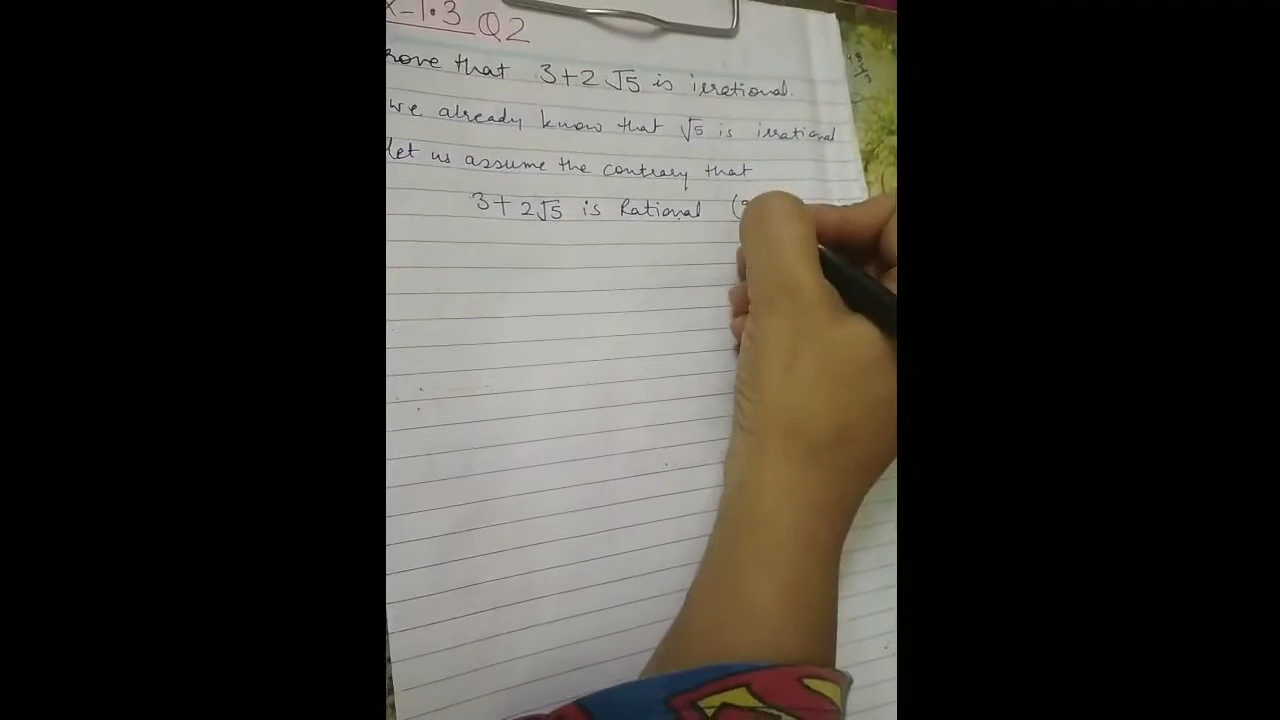 x-1.3 Q2
rove that 3+2√5 is irrational.
we already know that √5 is irrational
let us assume the contrary that
3+2√5 is Rational